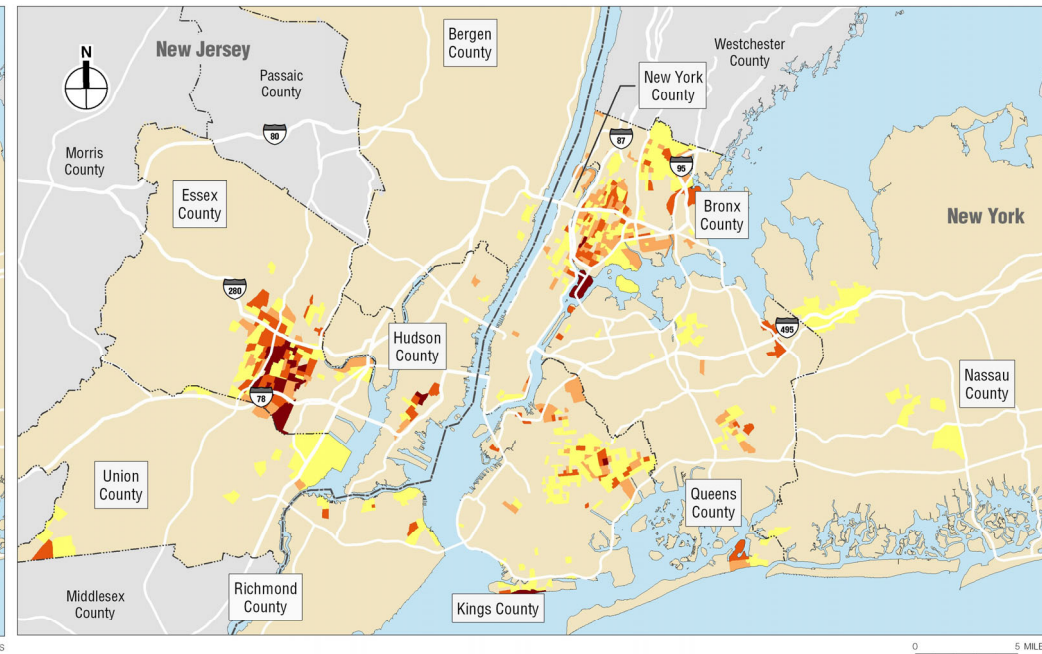 N
New Jersey
Bergen
County
Westchester
County
Passaic
County
New York
County
80
87
95
Morris
County
Essex
County
Bronx
County
New York
280
495
Hudson
County
Nassau
County
78
Union
County
Queens
County
Middlesex
County
Richmond
County
Kings County
S
0 5 MILE